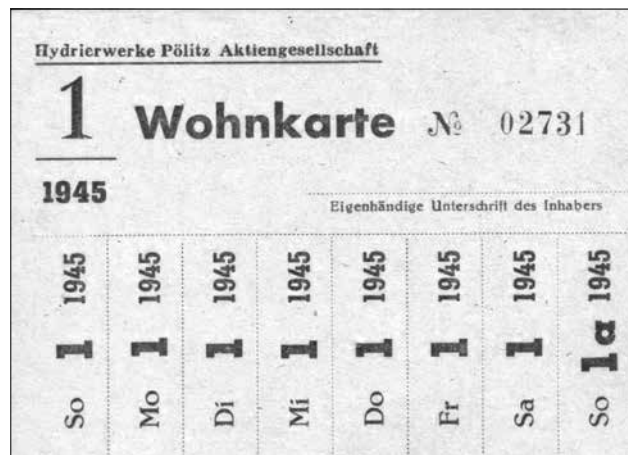 Hydrierwerke Pölitz Aktiengesellschaft
1 Wohnkarte № 02731
1945
Eigenhändige Unterschrift des Inhabers
So 1 1945
Mo 1 1945
Di 1 1945
Mi 1 1945
Do 1 1945
Fr 1 1945
Sa 1 1945
So 1a 1945